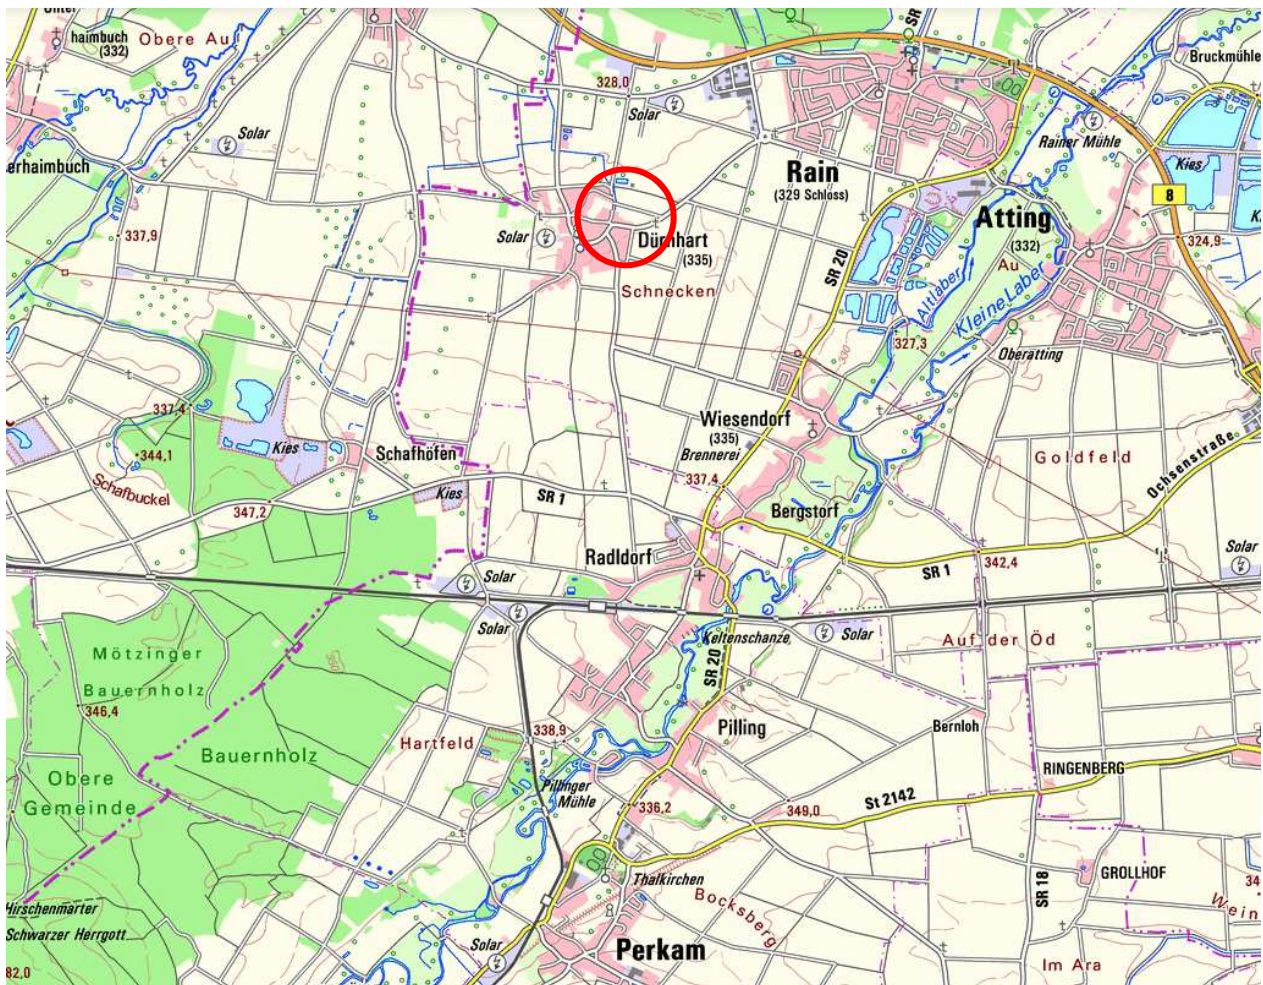 haimbuch
(332)
Obere Au
SR
328,0
Solar
Solar
Bruckmühle
Rainer Mühle
Kies
erhaimbuch
Rain
(329 Schloss)
8
Atting
(332)
Au
337,9
Solar
Dürnhart
(335)
324,9
Schnecken
SR 20
Altlaber
Kleine Laber
330
327,3
Oberatting
337,4
344,1
Schafbuckel
Kies
Schafhöfen
Kies
347,2
SR 1
Wiesendorf
(335)
Brennerei
337,4
Goldfeld
Ochsenstraße
Bergstorf
Radldorf
SR 1
342,4
Solar
Solar
Solar
Keltenschanze
Solar
Auf der Öd
Mötzinger
Bauernholz
346,4
SR 20
Pilling
Bernloh
Hartfeld
338,9
Bauernholz
Obere
Gemeinde
Pillinger
Mühle
336,2
349,0
St 2142
RINGENBERG
Thalkirchen
Bocksberg
SR 18
GROLLHOF
Hirschenmarter
Schwarzer Herrgott
Solar
Perkam
Wein
Im Ara
82,0